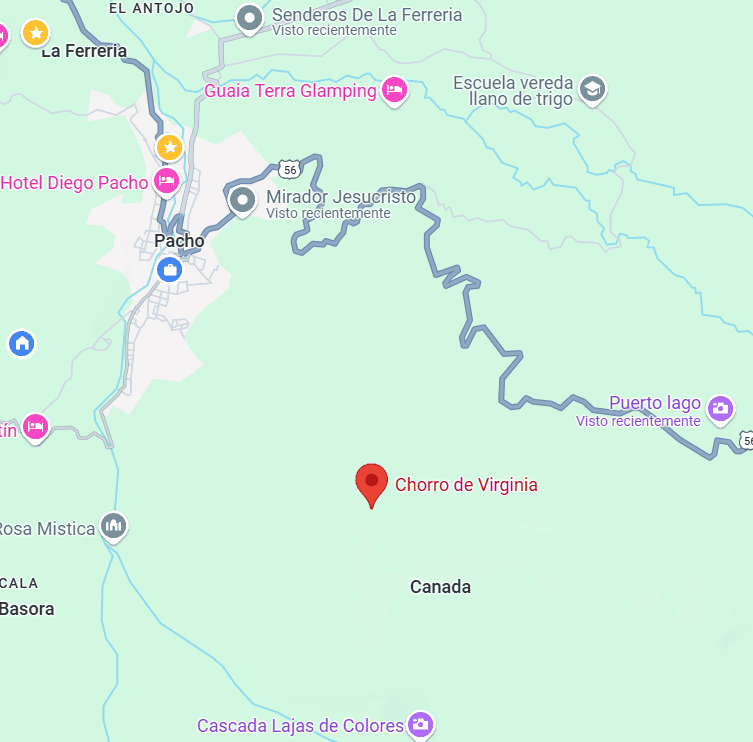 EL ANTOJO
Senderos De La Ferreria
Visto recientemente
La Ferreria
Escuela vereda
llano de trigo
Guaia Terra Glamping
56
Hotel Diego Pacho
Mirador Jesucristo
Visto recientemente
Pacho
Puerto lago
Visto recientemente
tín
56
Chorro de Virginia
Rosa Mistica
CALA
Canada
Basora
Cascada Lajas de Colores